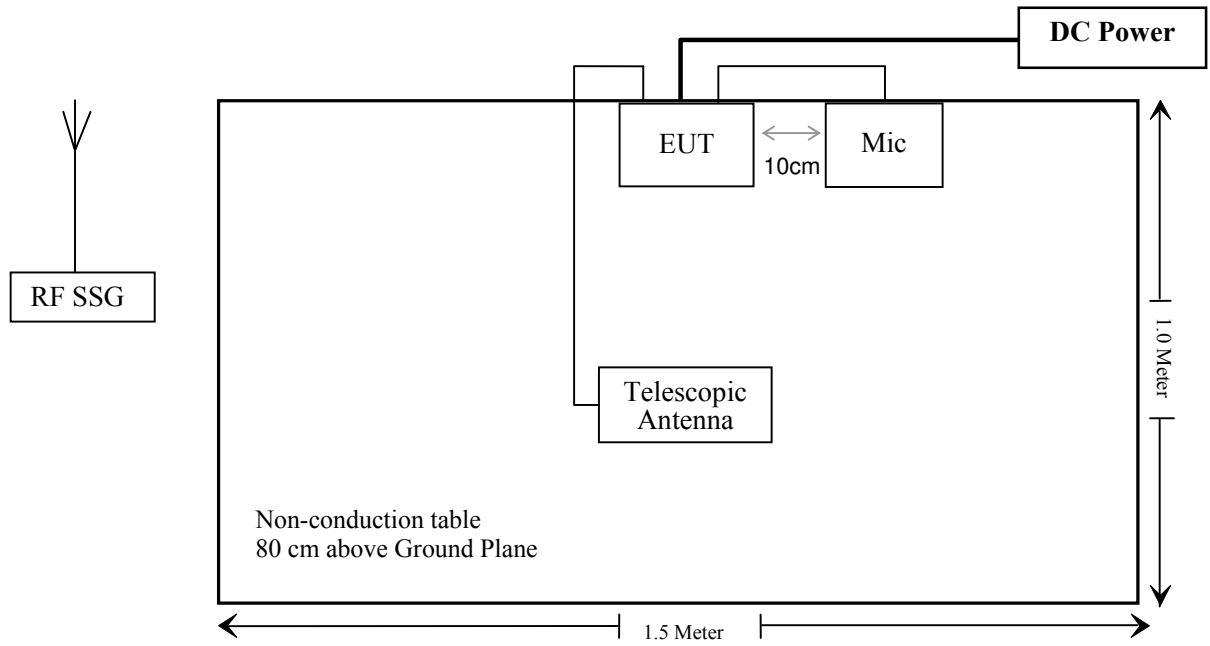 DC Power
EUT
Mic
10cm
RF SSG
1.0 Meter
Telescopic
Antenna
Non-conduction table
80 cm above Ground Plane
1.5 Meter